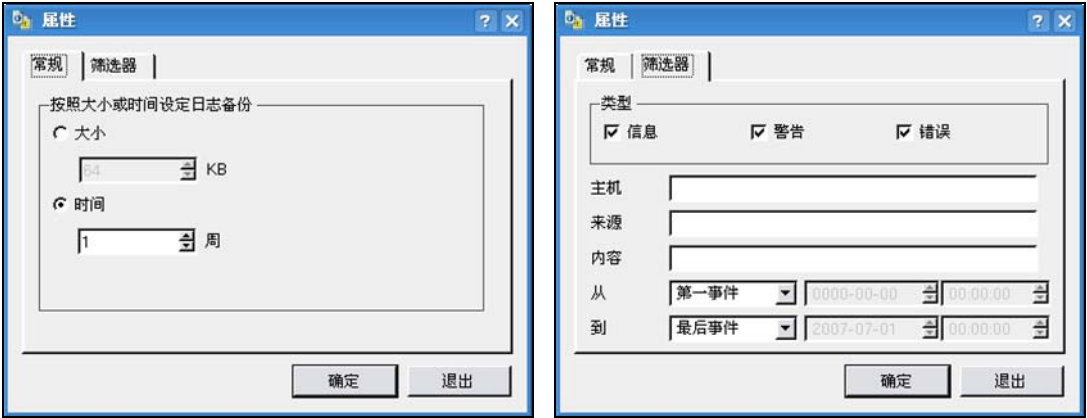 属性
常规 筛选器
按照大小或时间设定日志备份
大小
64 KB
时间
1 周
确定 退出
属性
常规 筛选器
类型
信息 警告 错误
主机
来源
内容
从 第一事件 0000-00-00 00:00:00
到 最后事件 2007-07-01 00:00:00
确定 退出